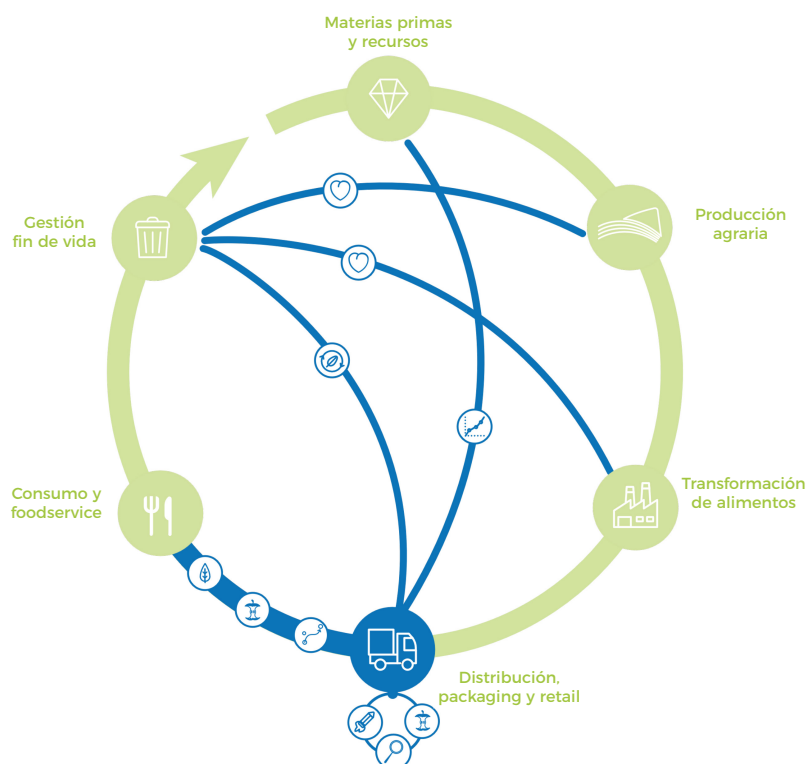 Materias primas
y recursos
Producción
agraria
Transformación
de alimentos
Distribución,
packaging y retail
Consumo y
foodservice
Gestión
fin de vida